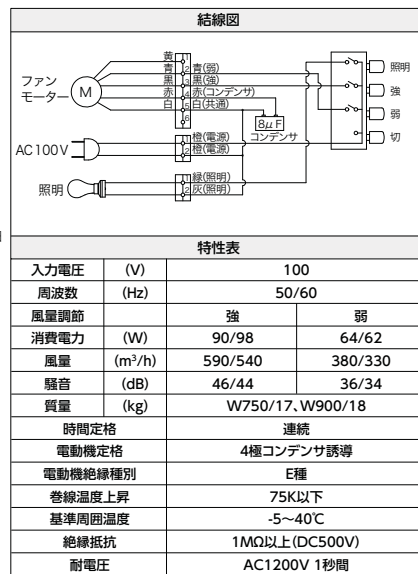 結線図
黄 1
青 2 青(弱)
黒 3 黒(強)
赤 4 赤(コンデンサ)
白 5 白(共通)
6
ファン
モーター
M
8μF
コンデンサ
照明
強
弱
切
AC100V
1 橙(電源)
2 橙(電源)
照明
1 緑(照明)
2 灰(照明)
特性表
入力電圧 (V) 100
周波数 (Hz) 50/60
風量調節 強 弱
消費電力 (W) 90/98 64/62
風量 (m³/h) 590/540 380/330
騒音 (dB) 46/44 36/34
質量 (kg) W750/17、W900/18
時間定格 連続
電動機定格 4極コンデンサ誘導
電動機絶縁種別 E種
巻線温度上昇 75K以下
基準周囲温度 -5〜40℃
絶縁抵抗 1MΩ以上(DC500V)
耐電圧 AC1200V 1秒間